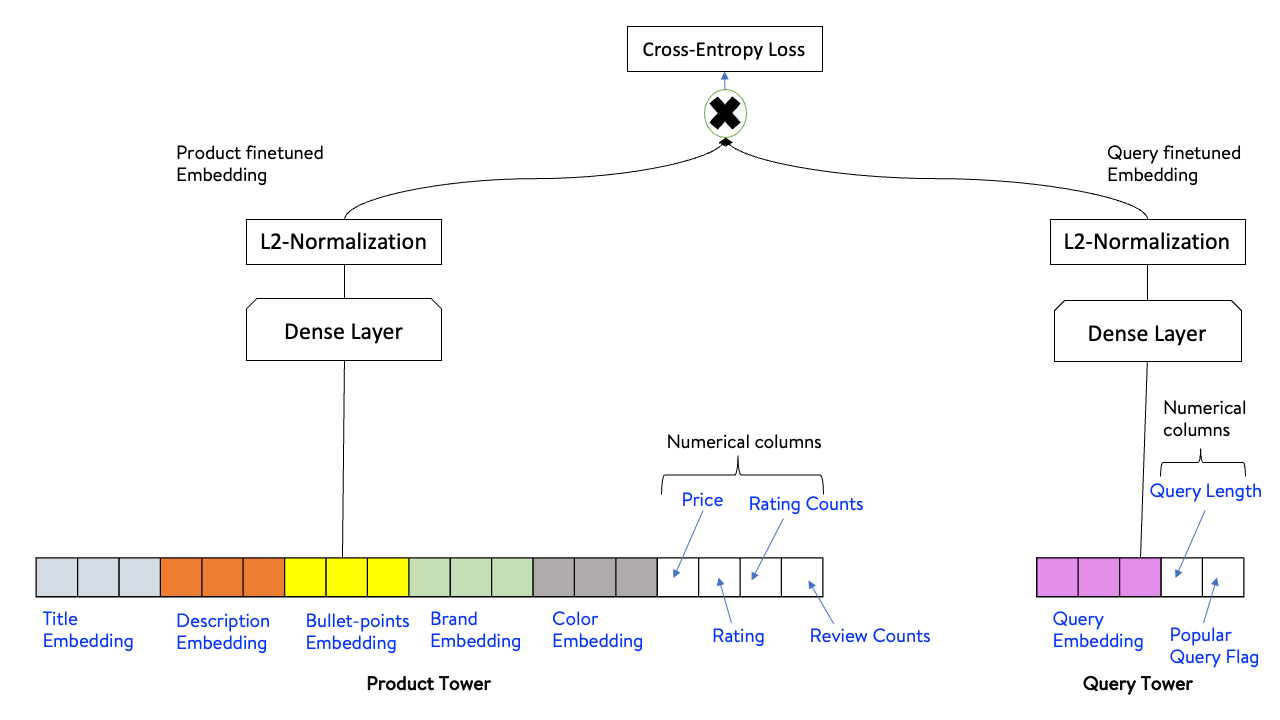 Cross-Entropy Loss
Product finetuned
Embedding
Query finetuned
Embedding
L2-Normalization
L2-Normalization
Dense Layer
Dense Layer
Numerical columns
Numerical
columns
Price
Rating Counts
Query Length
Title
Embedding
Description
Embedding
Bullet-points
Embedding
Brand
Embedding
Color
Embedding
Rating
Review Counts
Query
Embedding
Popular
Query Flag
Product Tower
Query Tower